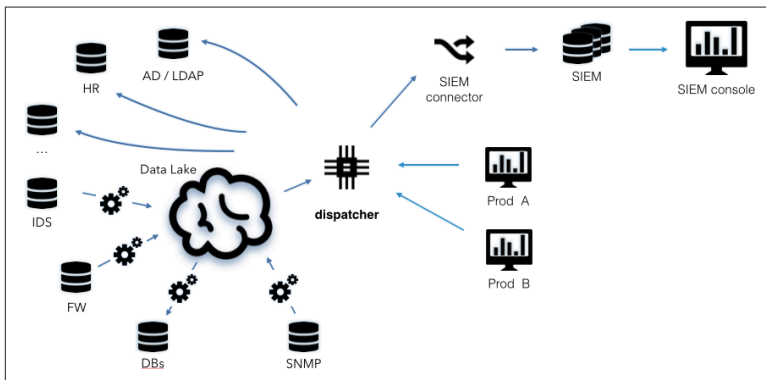 AD / LDAP
HR
SIEM
connector
SIEM
SIEM console
...
Data Lake
IDS
dispatcher
Prod A
FW
Prod B
DBs
SNMP